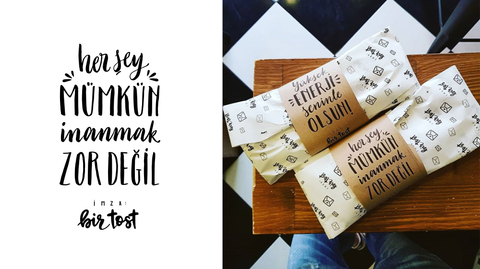 her şey
MÜMKÜN
inanmak
ZOR DEĞİL
imza:
bir tost
Yüksek
ENERJİ
seninle
OLSUN!
bir tost
her şey
MÜMKÜN
inanmak
ZOR DEĞİL